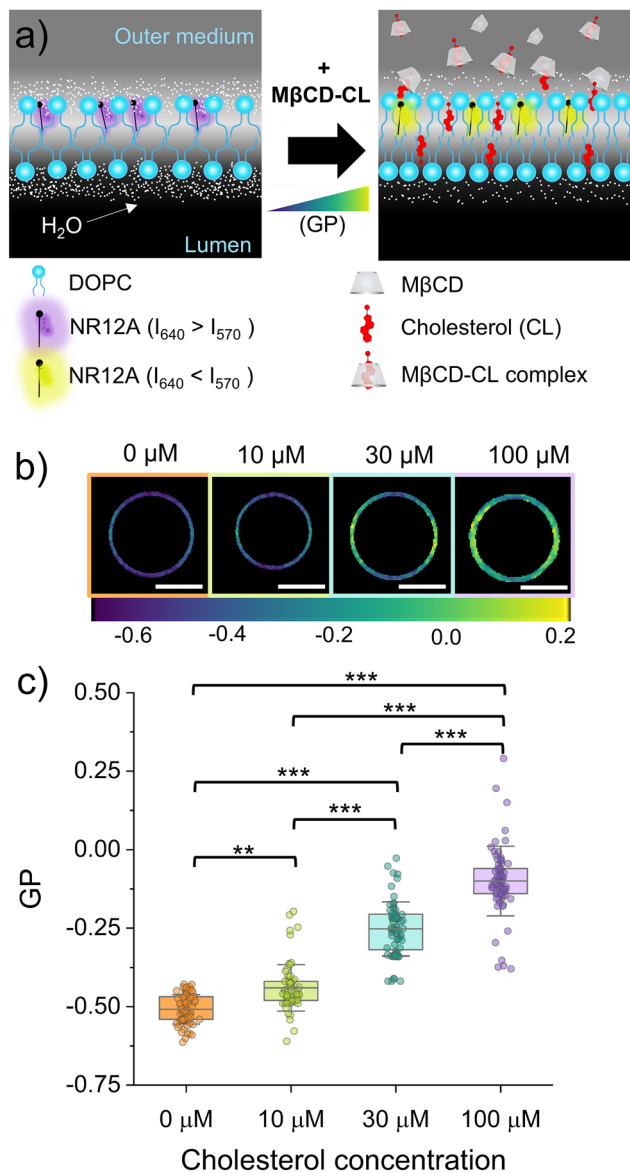 a)
Outer medium
+
MβCD-CL
(GP)
H₂O
Lumen
DOPC
NR12A ( I₆₄₀ > I₅₇₀ )
NR12A ( I₆₄₀ < I₅₇₀ )
MβCD
Cholesterol (CL)
MβCD-CL complex
b)
0 μM 10 μM 30 μM 100 μM
-0.6 -0.4 -0.2 0.0 0.2
c)
***
***
***
***
***
**
0.50
0.25
0.00
-0.25
-0.50
-0.75
GP
0 μM 10 μM 30 μM 100 μM
Cholesterol concentration